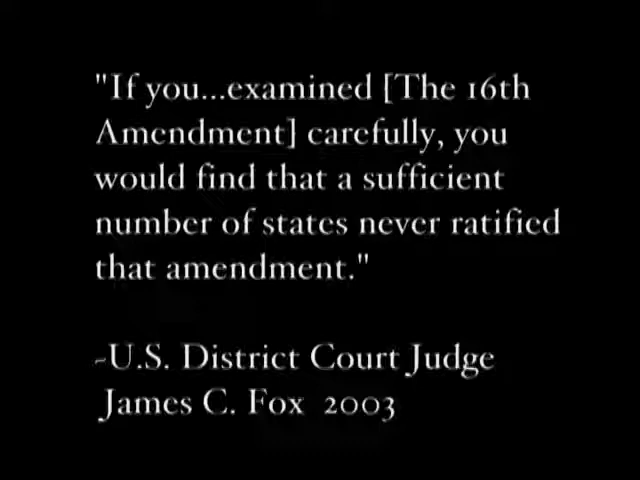 "If you...examined [The 16th
Amendment] carefully, you
would find that a sufficient
number of states never ratified
that amendment."
-U.S. District Court Judge
James C. Fox 2003